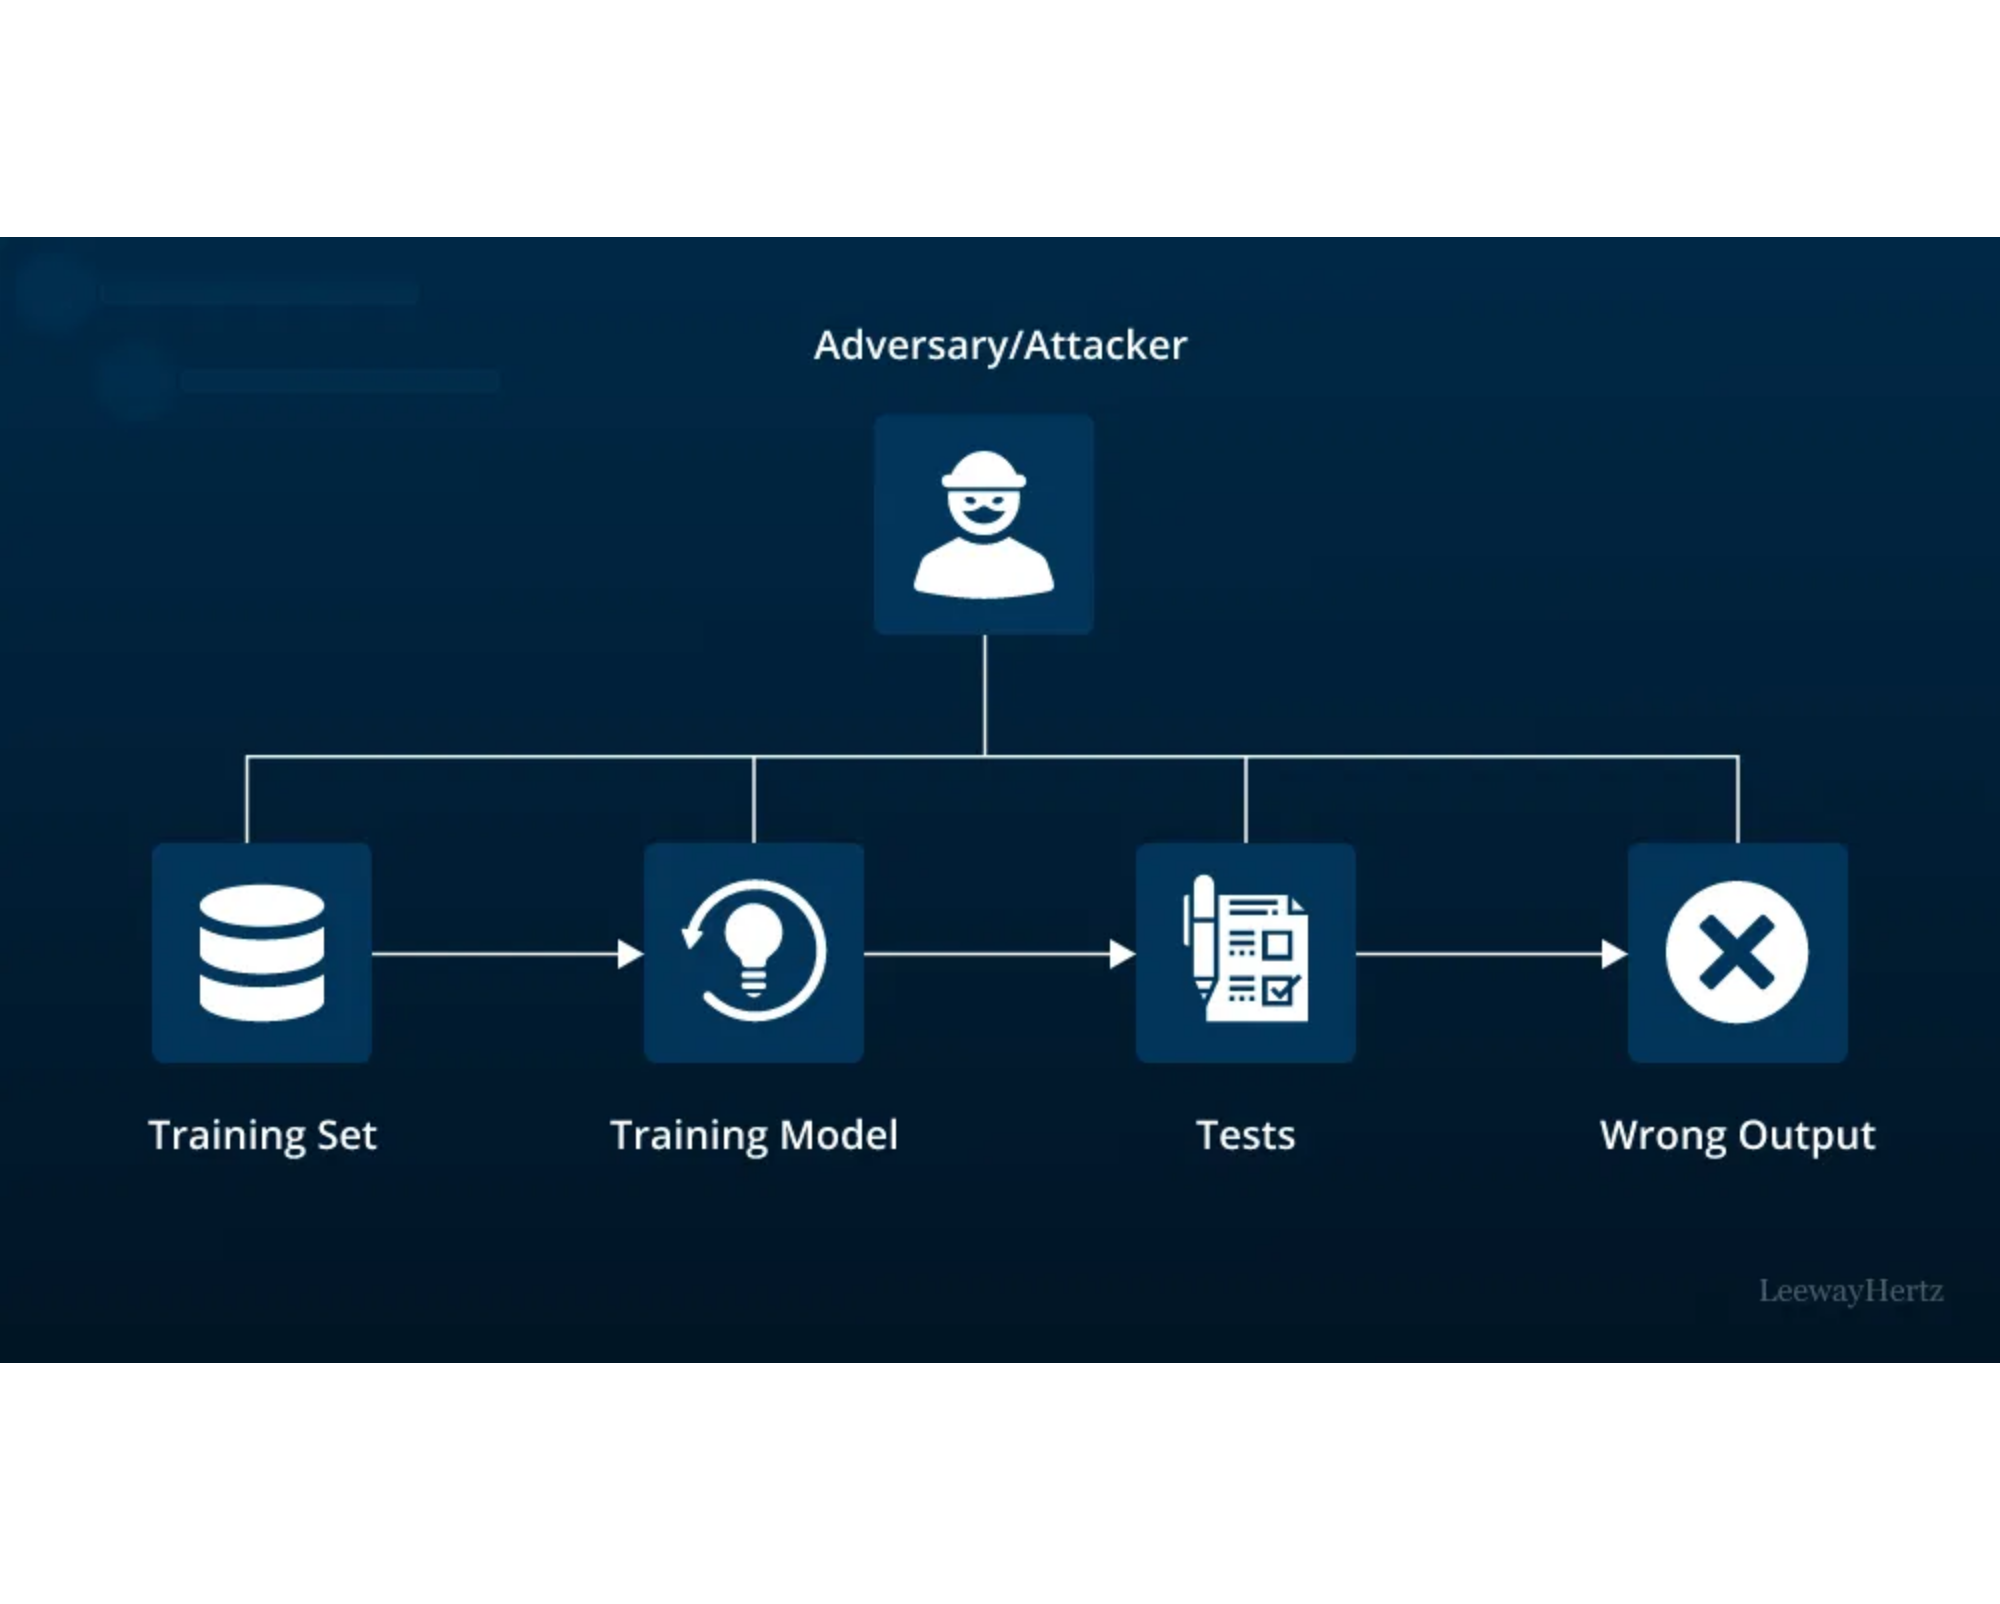 Adversary/Attacker
Training Set
Training Model
Tests
Wrong Output
LeewayHertz